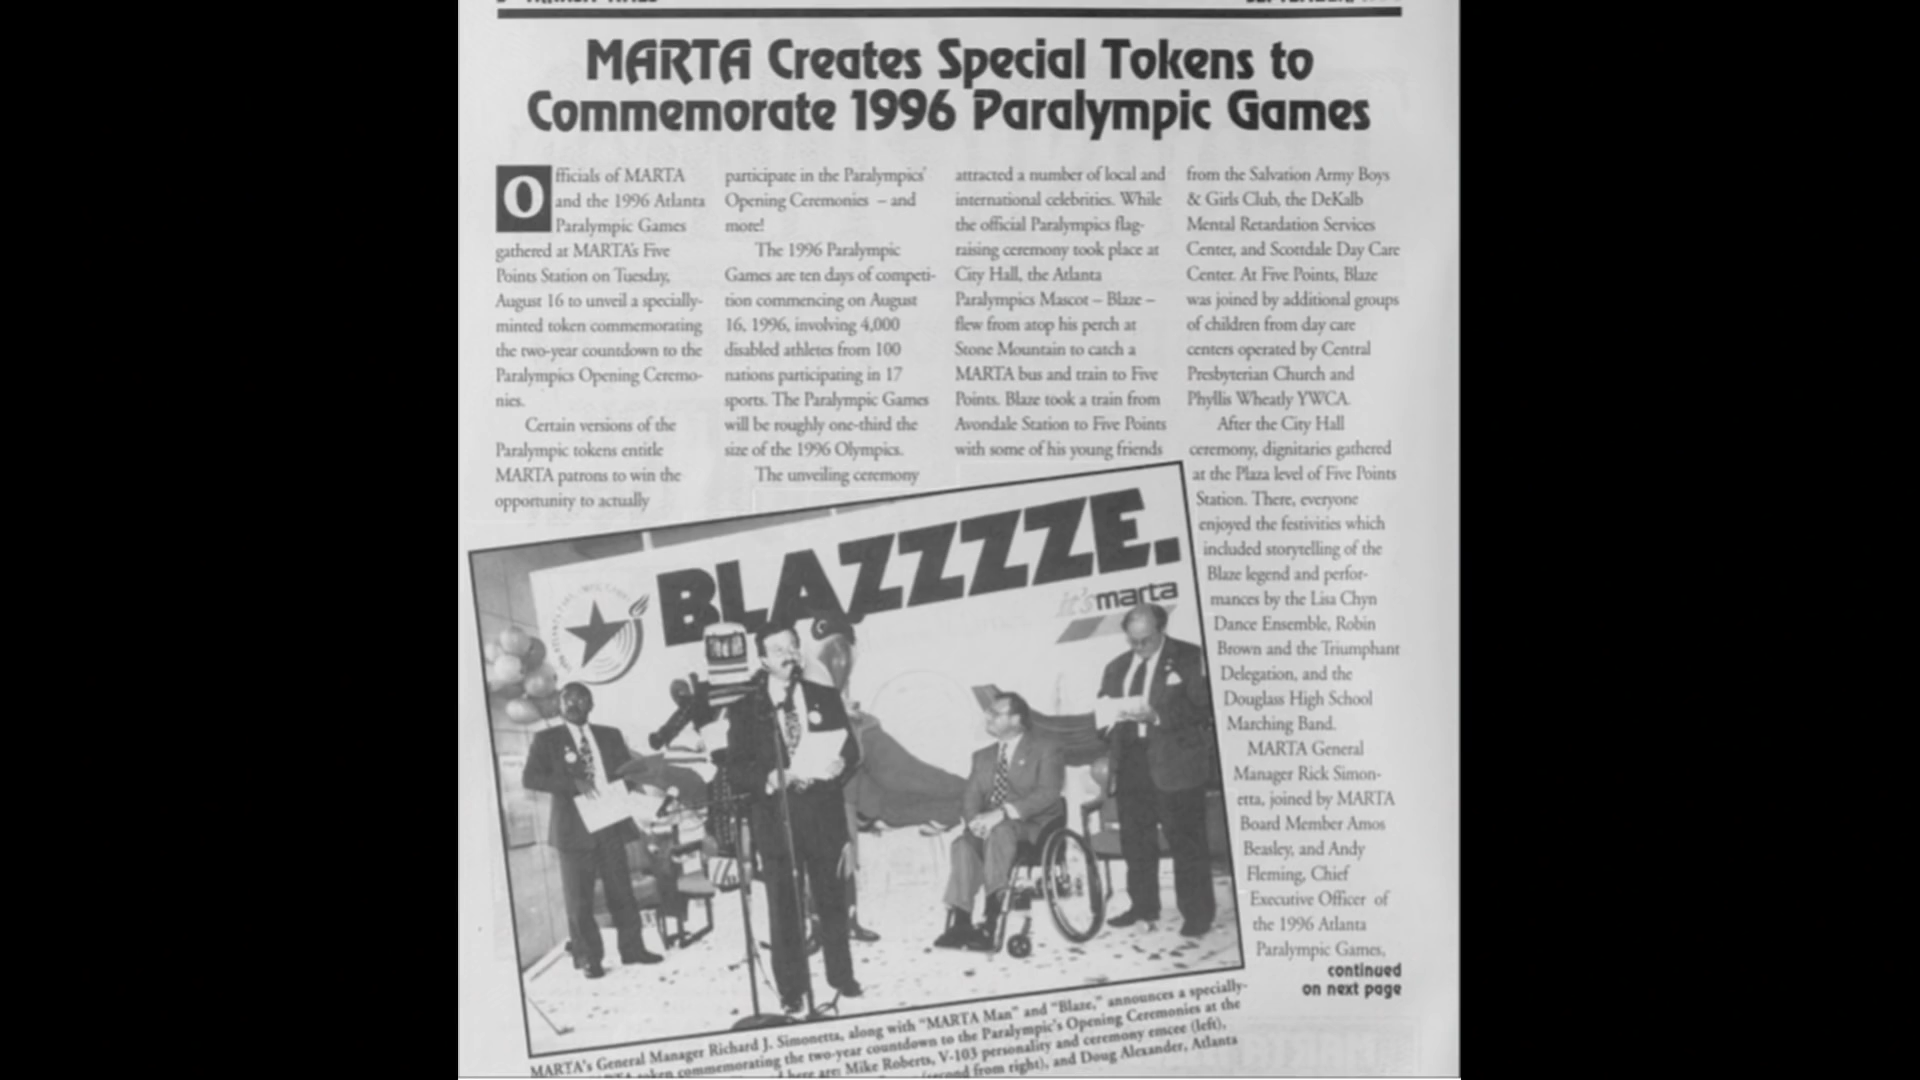 MARTA Creates Special Tokens to
Commemorate 1996 Paralympic Games
Officials of MARTA
and the 1996 Atlanta
Paralympic Games
gathered at MARTA's Five
Points Station on Tuesday,
August 16 to unveil a specially-
minted token commemorating
the two-year countdown to the
Paralympics Opening Ceremo-
nies.
Certain versions of the
Paralympic tokens entitle
MARTA patrons to win the
opportunity to actually
participate in the Paralympics'
Opening Ceremonies – and
more!
The 1996 Paralympic
Games are ten days of competi-
tion commencing on August
16, 1996, involving 4,000
disabled athletes from 100
nations participating in 17
sports. The Paralympic Games
will be roughly one-third the
size of the 1996 Olympics.
The unveiling ceremony
attracted a number of local and
international celebrities. While
the official Paralympics flag-
raising ceremony took place at
City Hall, the Atlanta
Paralympics Mascot – Blaze –
flew from atop his perch at
Stone Mountain to catch a
MARTA bus and train to Five
Points. Blaze took a train from
Avondale Station to Five Points
with some of his young friends
from the Salvation Army Boys
& Girls Club, the DeKalb
Mental Retardation Services
Center, and Scottdale Day Care
Center. At Five Points, Blaze
was joined by additional groups
of children from day care
centers operated by Central
Presbyterian Church and
Phyllis Wheatly YWCA.
After the City Hall
ceremony, dignitaries gathered
at the Plaza level of Five Points
Station. There, everyone
enjoyed the festivities which
included storytelling of the
Blaze legend and perfor-
mances by the Lisa Chyn
Dance Ensemble, Robin
Brown and the Triumphant
Delegation, and the
Douglass High School
Marching Band.
MARTA General
Manager Rick Simon-
etta, joined by MARTA
Board Member Amos
Beasley, and Andy
Fleming, Chief
Executive Officer of
the 1996 Atlanta
Paralympic Games,
continued
on next page
BLAZZZZE.
it's marta
MARTA's General Manager Richard J. Simonetta, along with "MARTA Man" and "Blaze," announces a specially-
token commemorating the two-year countdown to the Paralympic's Opening Ceremonies at the
here are: Mike Roberts, V-103 personality and ceremony emcee (left),
(second from right), and Doug Alexander, Atlanta